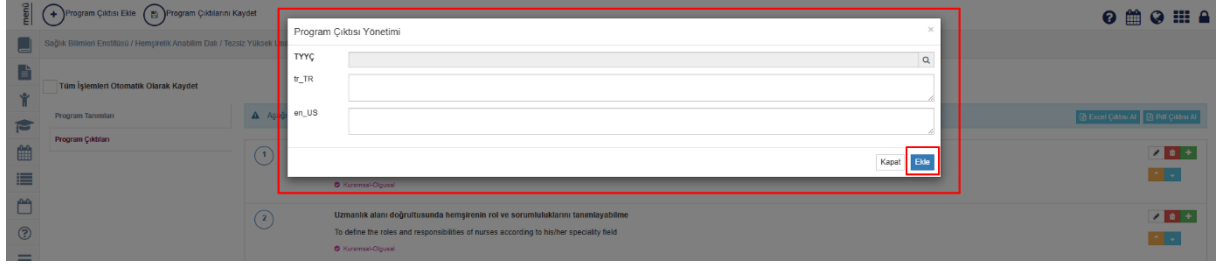 menü
Program Çıktısı Ekle
Program Çıktılarını Kaydet
Sağlık Bilimleri Enstitüsü / Hemşirelik Anabilim Dalı / Tezsiz Yüksek
Program Çıktısı Yönetimi
×
TYYÇ
tr_TR
en_US
Kapat
Ekle
Tüm İşlemleri Otomatik Olarak Kaydet
Program Tanımları
Program Çıktıları
Excel Çıktısı Al
Pdf Çıktısı Al
1
Kuramsal-Olgusal
2
Uzmanlık alanı doğrultusunda hemşirenin rol ve sorumluluklarını tanımlayabilme
To define the roles and responsibilities of nurses according to his/her speciality field
Kuramsal-Olgusal